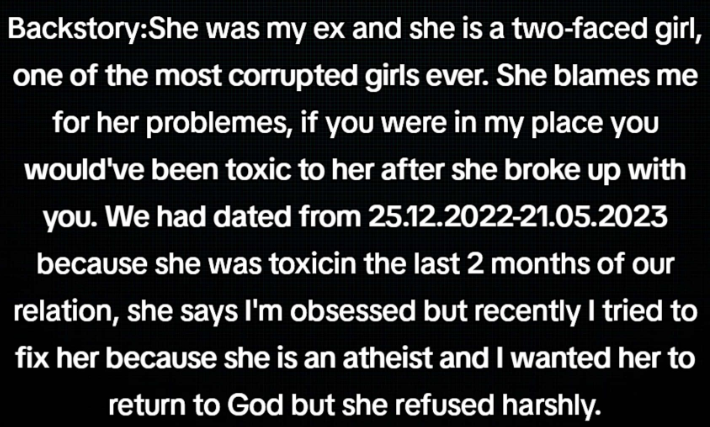 Backstory:She was my ex and she is a two-faced girl,
one of the most corrupted girls ever. She blames me
for her problemes, if you were in my place you
would've been toxic to her after she broke up with
you. We had dated from 25.12.2022-21.05.2023
because she was toxicin the last 2 months of our
relation, she says I'm obsessed but recently I tried to
fix her because she is an atheist and I wanted her to
return to God but she refused harshly.